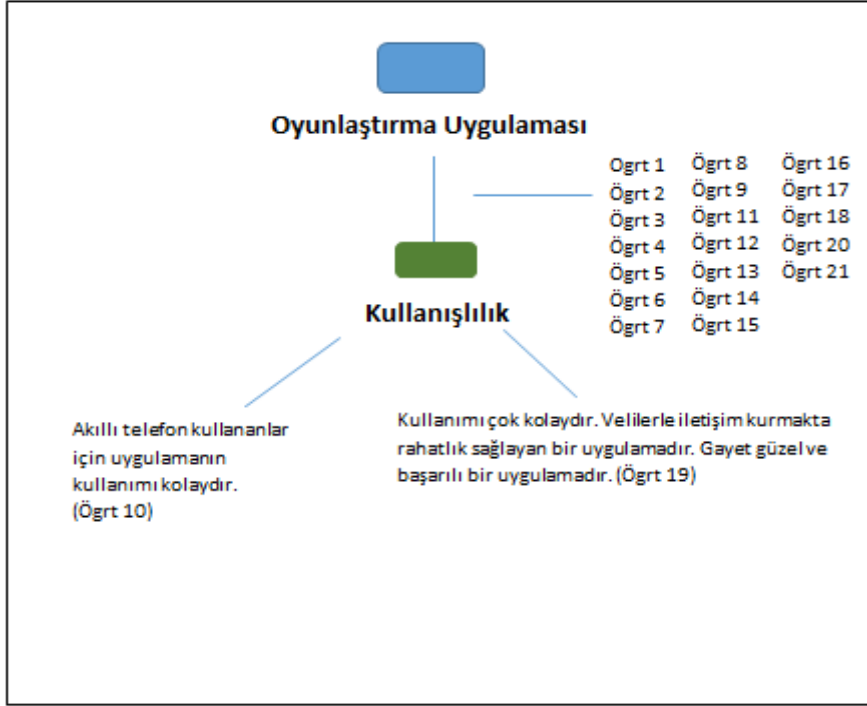 Oyunlaştırma Uygulaması
Ogrt 1
Ögrt 2
Ögrt 3
Ögrt 4
Ögrt 5
Ögrt 6
Ögrt 7
Ögrt 8
Ögrt 9
Ögrt 11
Ögrt 12
Ögrt 13
Ögrt 14
Ögrt 15
Ögrt 16
Ögrt 17
Ögrt 18
Ögrt 20
Ögrt 21
Kullanışlılık
Akıllı telefon kullananlar
için uygulamanın
kullanımı kolaydır.
(Ögrt 10)
Kullanımı çok kolaydır. Velilerle iletişim kurmakta
rahatlık sağlayan bir uygulamadır. Gayet güzel ve
başarılı bir uygulamadır. (Ögrt 19)